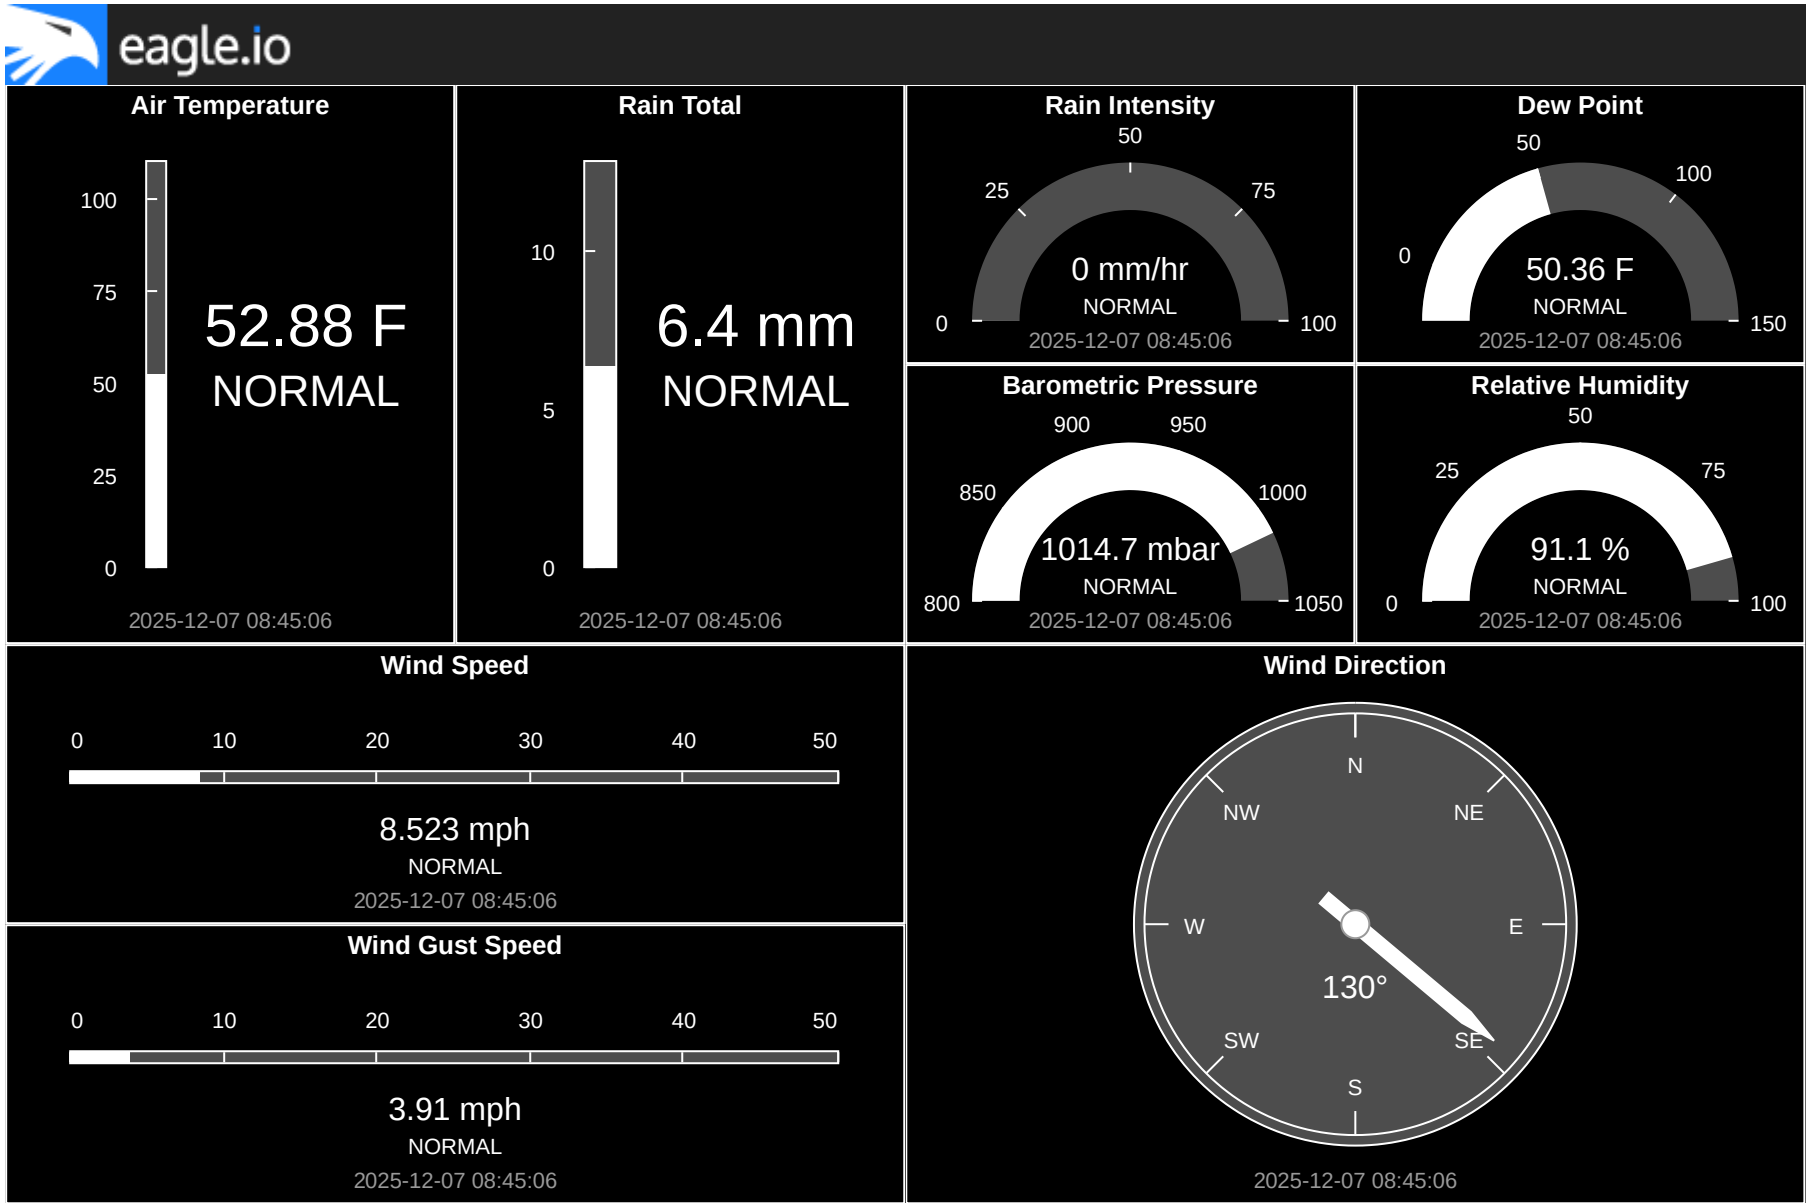 eagle.io
Air Temperature
100
75
50
25
0
52.88 F
NORMAL
2025-12-07 08:45:06
Rain Total
10
5
0
6.4 mm
NORMAL
2025-12-07 08:45:06
Rain Intensity
50
25
75
0
100
0 mm/hr
NORMAL
2025-12-07 08:45:06
Dew Point
50
100
0
150
50.36 F
NORMAL
2025-12-07 08:45:06
Barometric Pressure
900
950
850
1000
800
1050
1014.7 mbar
NORMAL
2025-12-07 08:45:06
Relative Humidity
50
25
75
0
100
91.1 %
NORMAL
2025-12-07 08:45:06
Wind Speed
0 10 20 30 40 50
8.523 mph
NORMAL
2025-12-07 08:45:06
Wind Gust Speed
0 10 20 30 40 50
3.91 mph
NORMAL
2025-12-07 08:45:06
Wind Direction
N
NW NE
W E
130°
SW SE
S
2025-12-07 08:45:06